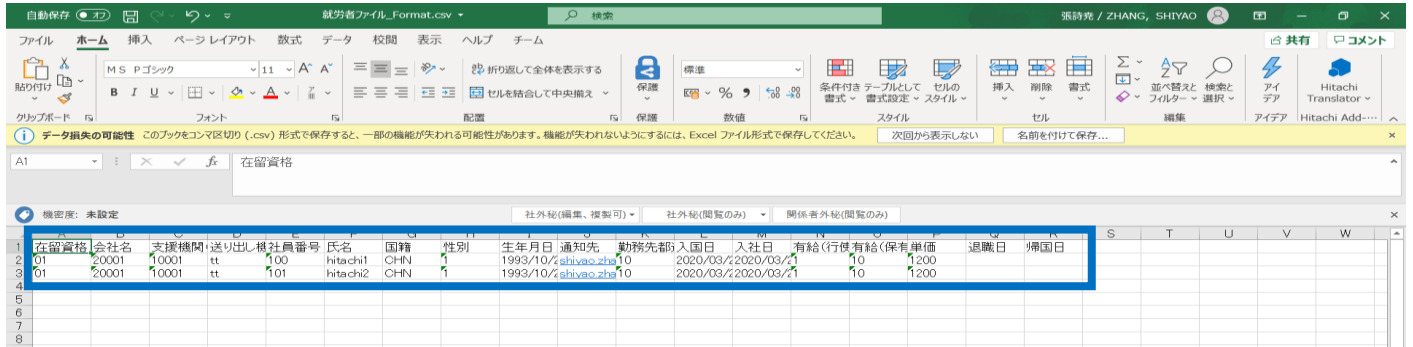 自動保存 オフ 就労者ファイル_Format.csv 検索 張詩尭 / ZHANG, SHIYAO
ファイル ホーム 挿入 ページ レイアウト 数式 データ 校閲 表示 ヘルプ チーム 共有 コメント
貼り付け MS Pゴシック 11 A^ A˅ 折り返して全体を表示する 標準
B I U A セルを結合して中央揃え % 9
保護 条件付き書式 テーブルとして書式設定 セルのスタイル 挿入 削除 書式 Σ 並べ替えとフィルター 検索と選択 アイデア Hitachi Translator
クリップボード フォント 配置 保護 数値 スタイル セル 編集 アイデア Hitachi Add-…
データ損失の可能性 このブックをコンマ区切り (.csv) 形式で保存すると、一部の機能が失われる可能性があります。機能が失われないようにするには、Excel ファイル形式で保存してください。 次回から表示しない 名前を付けて保存...
A1 fx 在留資格
機密度: 未設定 社外秘(編集、複製可) 社外秘(閲覧のみ) 関係者外秘(閲覧のみ)
S T U V W
1 在留資格 会社名 支援機関 送り出し機 社員番号 氏名 国籍 性別 生年月日 通知先 勤務先都 入国日 入社日 有給(行使 有給(保有 単価 退職日 帰国日
2 01 20001 10001 tt 100 hitachi1 CHN 1 1993/10/2 shiyao.zha 10 2020/03/2 2020/03/2 1 10 1200
3 01 20001 10001 tt 101 hitachi2 CHN 1 1993/10/2 shiyao.zha 10 2020/03/2 2020/03/2 1 10 1200
4
5
6
7
8